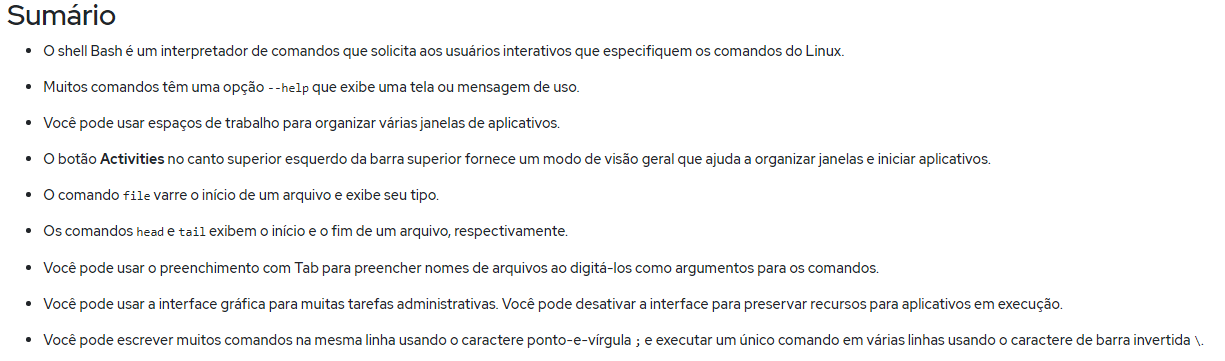 Sumário
• O shell Bash é um interpretador de comandos que solicita aos usuários interativos que especifiquem os comandos do Linux.
• Muitos comandos têm uma opção --help que exibe uma tela ou mensagem de uso.
• Você pode usar espaços de trabalho para organizar várias janelas de aplicativos.
• O botão Activities no canto superior esquerdo da barra superior fornece um modo de visão geral que ajuda a organizar janelas e iniciar aplicativos.
• O comando file varre o início de um arquivo e exibe seu tipo.
• Os comandos head e tail exibem o início e o fim de um arquivo, respectivamente.
• Você pode usar o preenchimento com Tab para preencher nomes de arquivos ao digitá-los como argumentos para os comandos.
• Você pode usar a interface gráfica para muitas tarefas administrativas. Você pode desativar a interface para preservar recursos para aplicativos em execução.
• Você pode escrever muitos comandos na mesma linha usando o caractere ponto-e-vírgula ; e executar um único comando em várias linhas usando o caractere de barra invertida \.